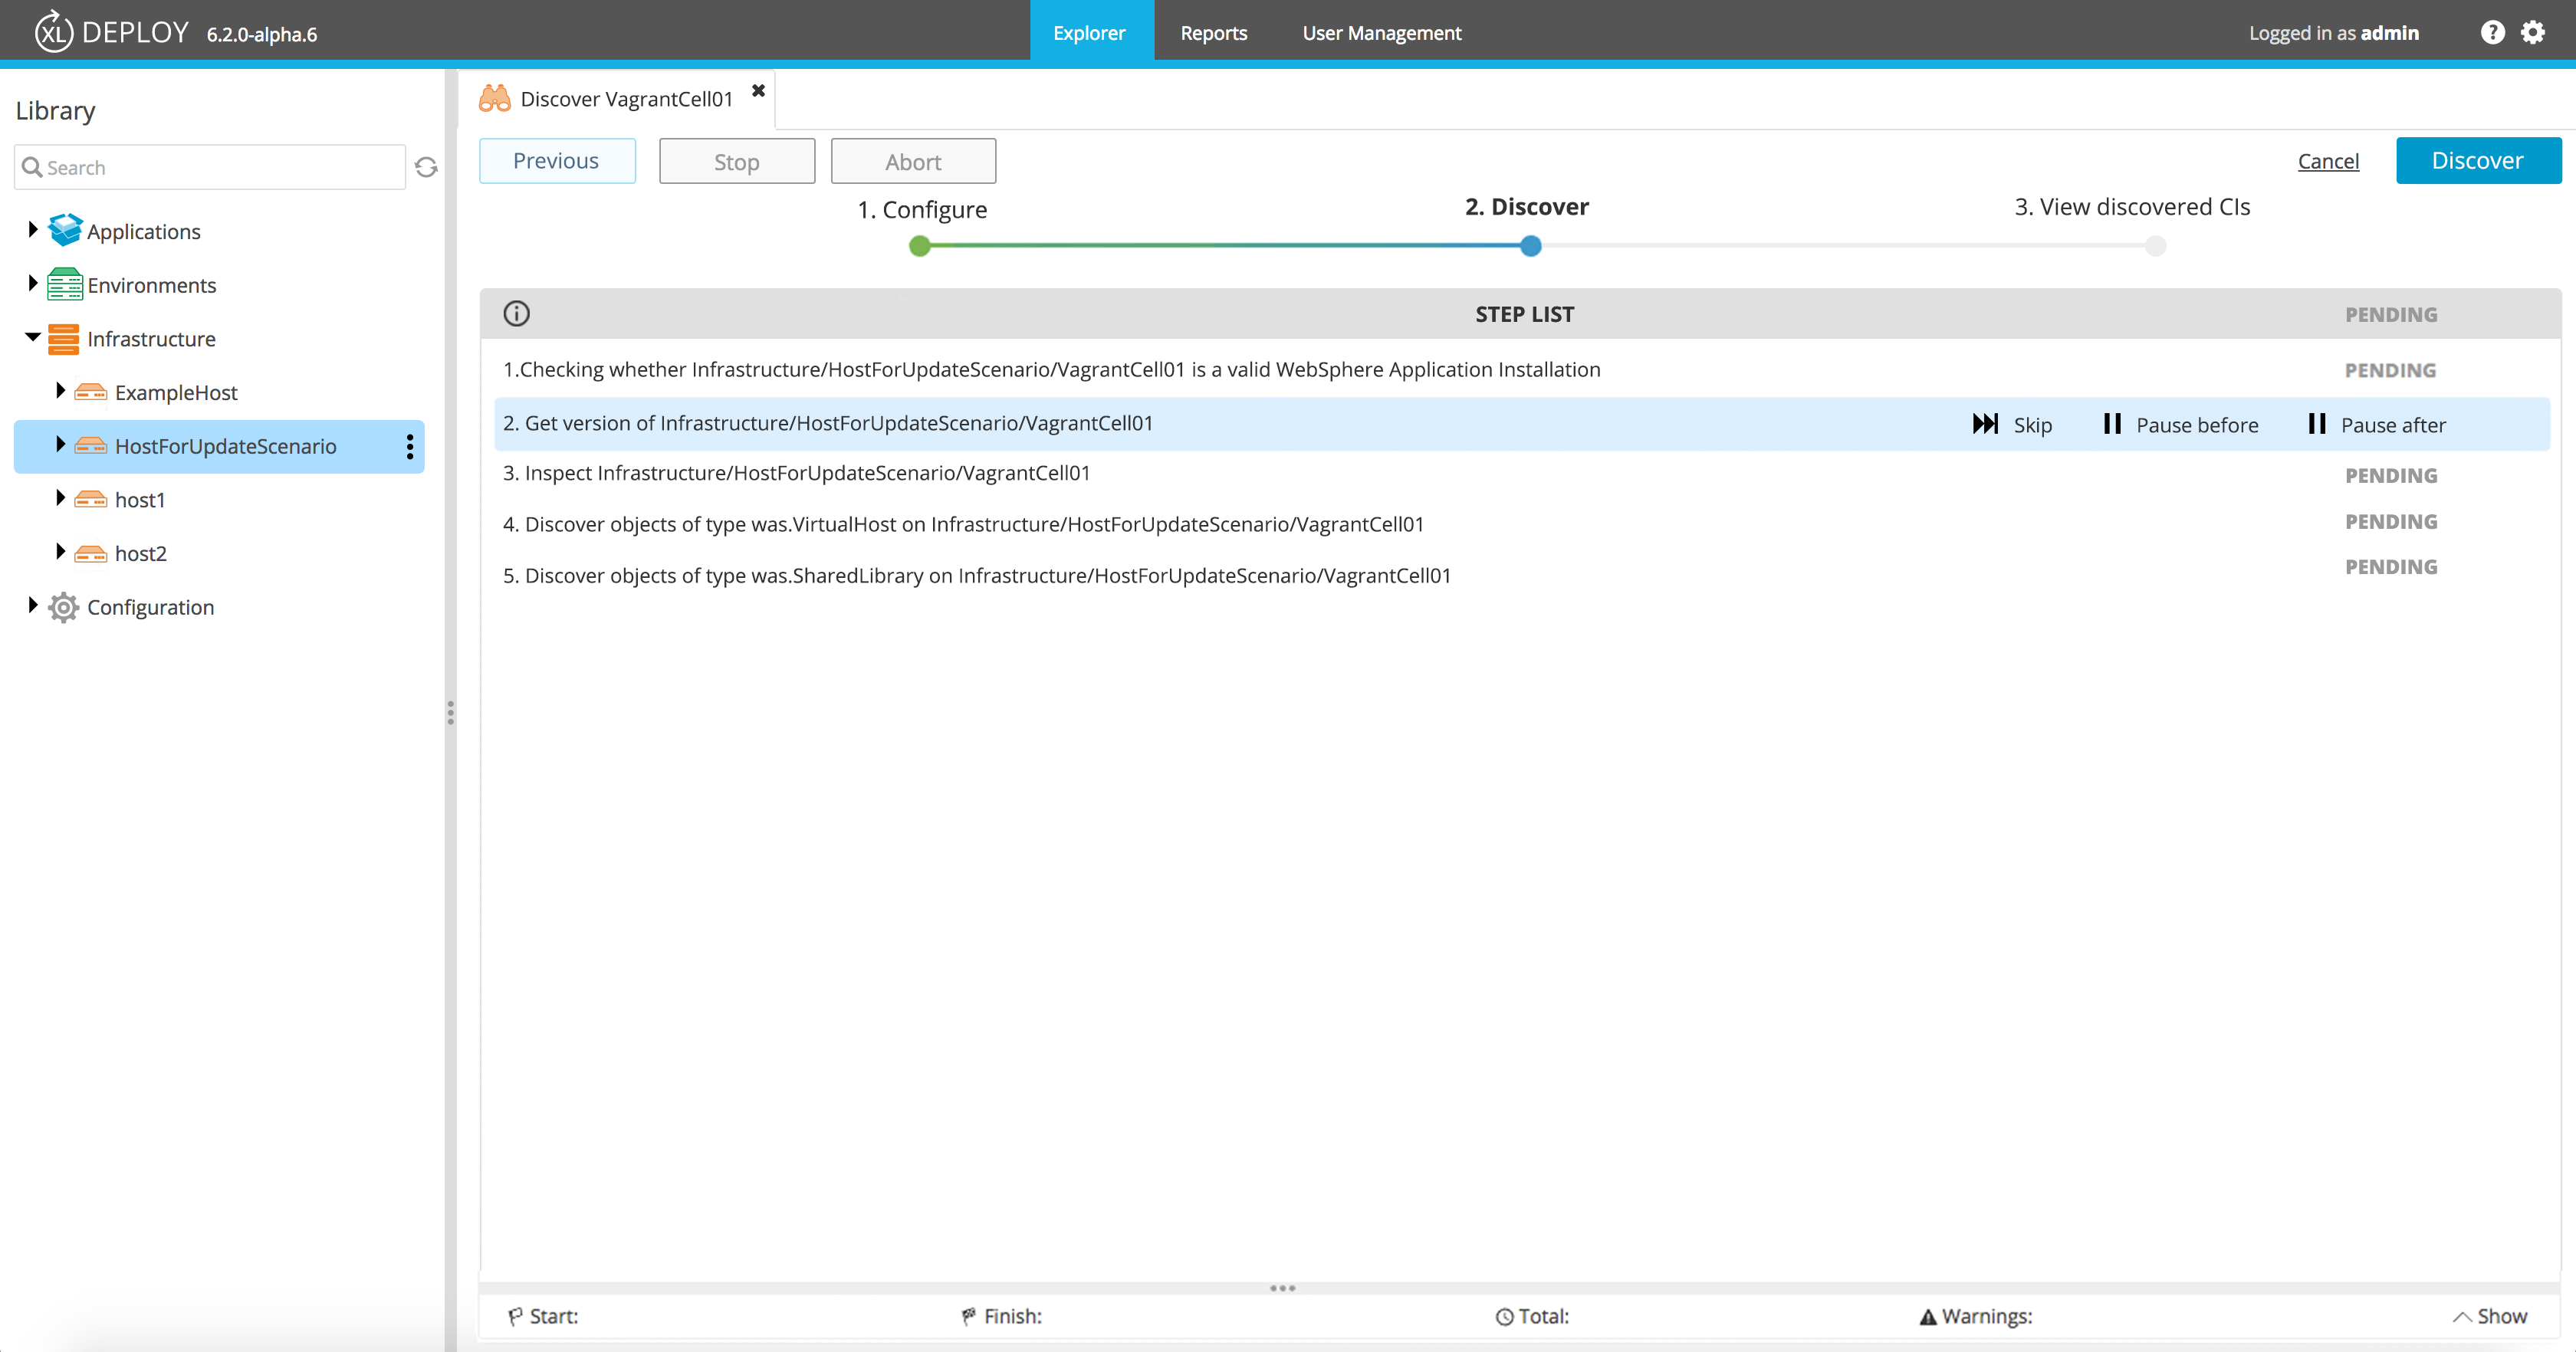 XL DEPLOY 6.2.0-alpha.6
Explorer
Reports
User Management
Logged in as admin
Library
Search
Applications
Environments
Infrastructure
ExampleHost
HostForUpdateScenario
host1
host2
Configuration
Discover VagrantCell01
Previous
Stop
Abort
Cancel
Discover
1. Configure
2. Discover
3. View discovered CIs
STEP LIST
PENDING
1.Checking whether Infrastructure/HostForUpdateScenario/VagrantCell01 is a valid WebSphere Application Installation
PENDING
2. Get version of Infrastructure/HostForUpdateScenario/VagrantCell01
Skip
Pause before
Pause after
3. Inspect Infrastructure/HostForUpdateScenario/VagrantCell01
PENDING
4. Discover objects of type was.VirtualHost on Infrastructure/HostForUpdateScenario/VagrantCell01
PENDING
5. Discover objects of type was.SharedLibrary on Infrastructure/HostForUpdateScenario/VagrantCell01
PENDING
Start:
Finish:
Total:
Warnings:
Show